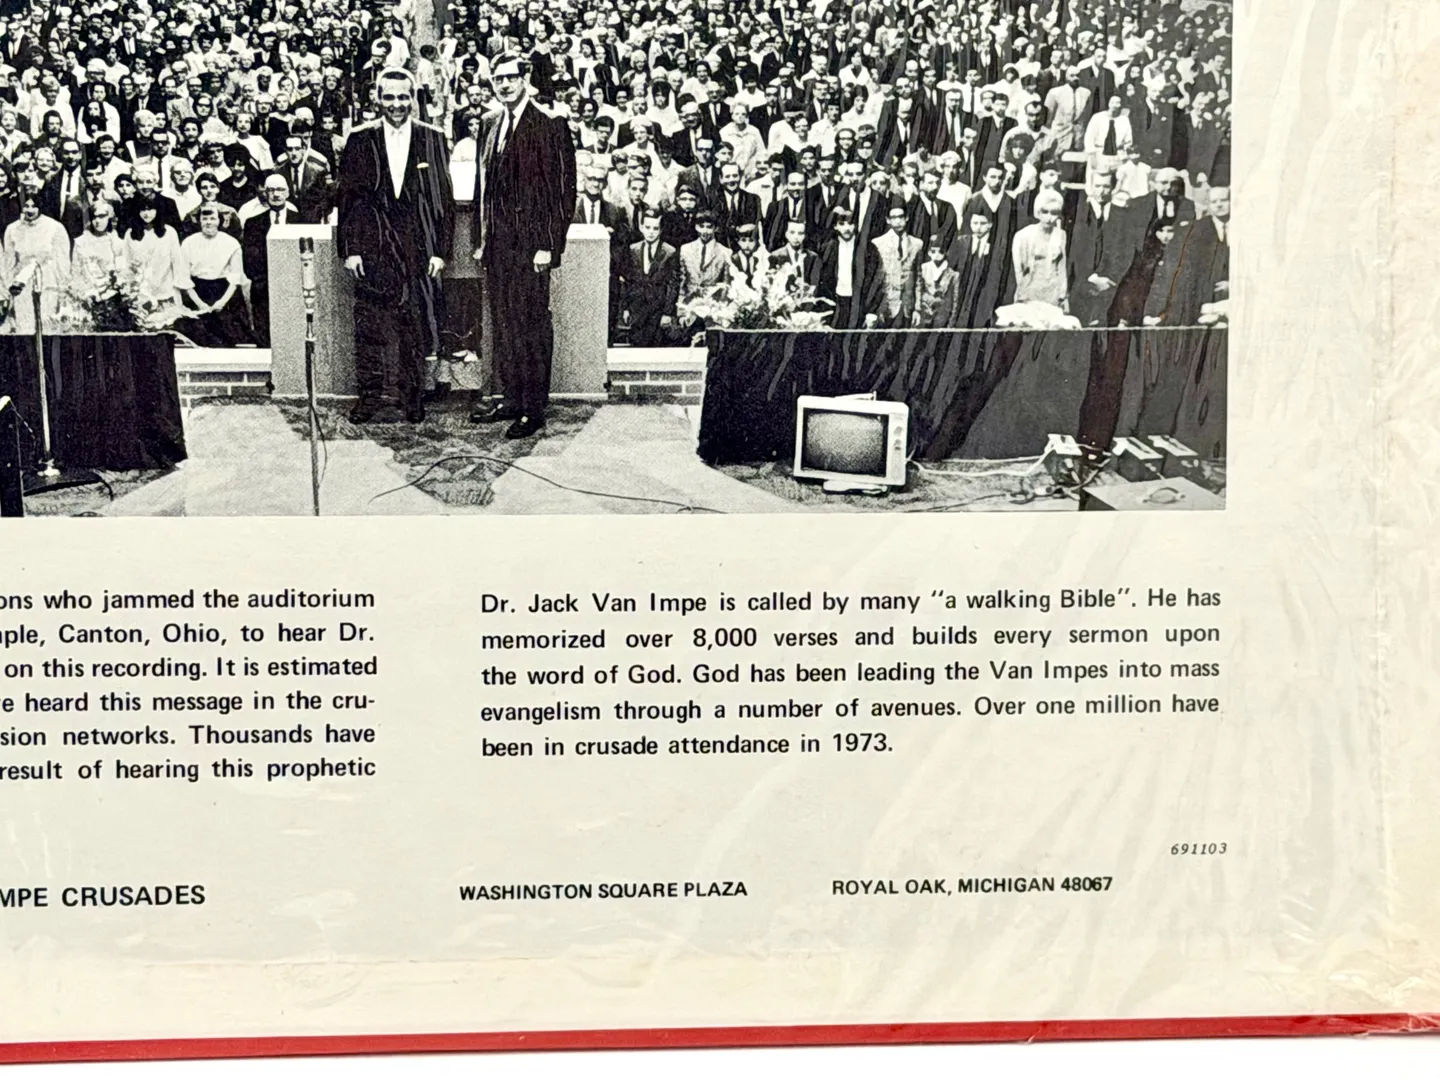 ons who jammed the auditorium
ple, Canton, Ohio, to hear Dr.
on this recording. It is estimated
e heard this message in the cru-
sion networks. Thousands have
result of hearing this prophetic
Dr. Jack Van Impe is called by many "a walking Bible". He has
memorized over 8,000 verses and builds every sermon upon
the word of God. God has been leading the Van Impes into mass
evangelism through a number of avenues. Over one million have
been in crusade attendance in 1973.
691103
MPE CRUSADES WASHINGTON SQUARE PLAZA ROYAL OAK, MICHIGAN 48067